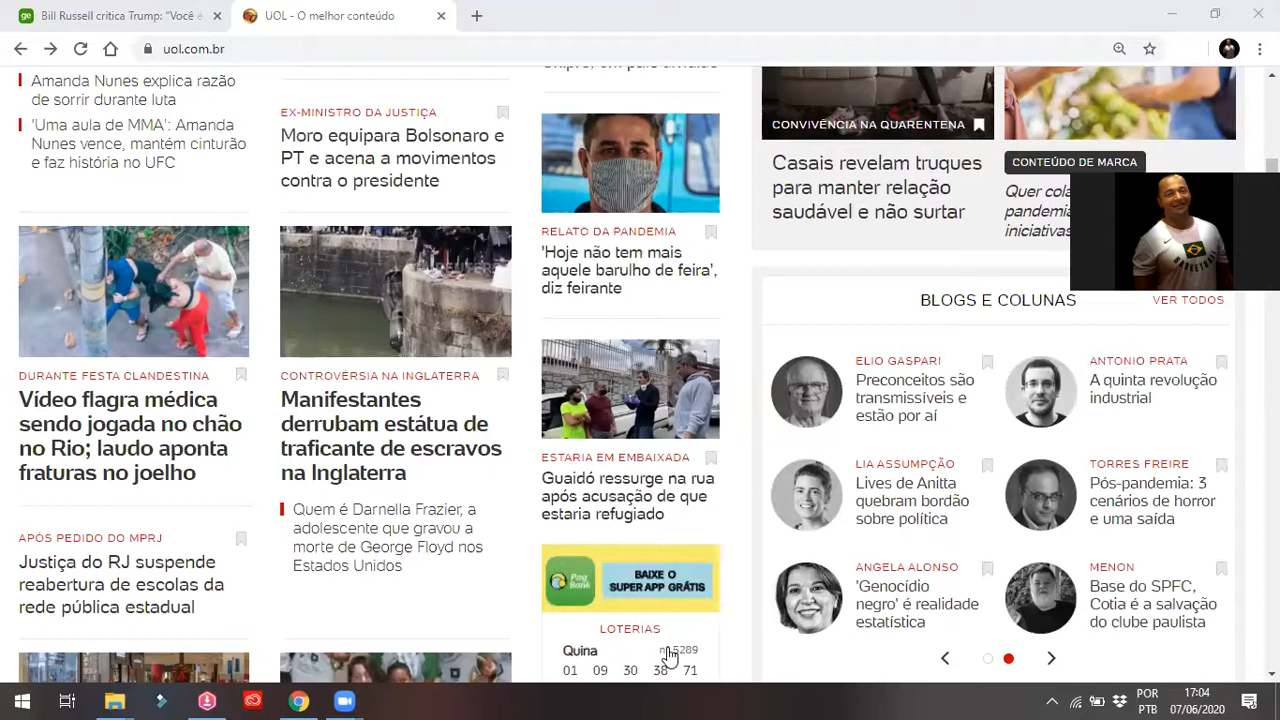 Bill Russell critica Trump: "Você é
UOL - O melhor conteúdo
uol.com.br
Amanda Nunes explica razão
de sorrir durante luta
'Uma aula de MMA': Amanda
Nunes vence, mantém cinturão
e faz história no UFC
DURANTE FESTA CLANDESTINA
Vídeo flagra médica
sendo jogada no chão
no Rio; laudo aponta
fraturas no joelho
APÓS PEDIDO DO MPRJ
Justiça do RJ suspende
reabertura de escolas da
rede pública estadual
EX-MINISTRO DA JUSTIÇA
Moro equipara Bolsonaro e
PT e acena a movimentos
contra o presidente
REUTERS
CONTROVÉRSIA NA INGLATERRA
Manifestantes
derrubam estátua de
traficante de escravos
na Inglaterra
Quem é Darnella Frazier, a
adolescente que gravou a
morte de George Floyd nos
Estados Unidos
RELATO DA PANDEMIA
'Hoje não tem mais
aquele barulho de feira',
diz feirante
ESTARIA EM EMBAIXADA
Guaidó ressurge na rua
após acusação de que
estaria refugiado
Pag
Bank
BAIXE O
SUPER APP GRÁTIS
LOTERIAS
Quina
5289
01 09 30 38 71
CONVIVÊNCIA NA QUARENTENA
Casais revelam truques
para manter relação
saudável e não surtar
CONTEÚDO DE MARCA
Quer
pandem
iniciativas
BASKETBALL
BLOGS E COLUNAS
VER TODOS
ELIO GASPARI
Preconceitos são
transmissíveis e
estão por aí
ANTONIO PRATA
A quinta revolução
industrial
LIA ASSUMPÇÃO
Lives de Anitta
quebram bordão
sobre política
TORRES FREIRE
Pós-pandemia: 3
cenários de horror
e uma saída
ANGELA ALONSO
'Genocídio
negro' é realidade
estatística
MENON
Base do SPFC,
Cotia é a salvação
do clube paulista
POR
PTB
17:04
07/06/2020